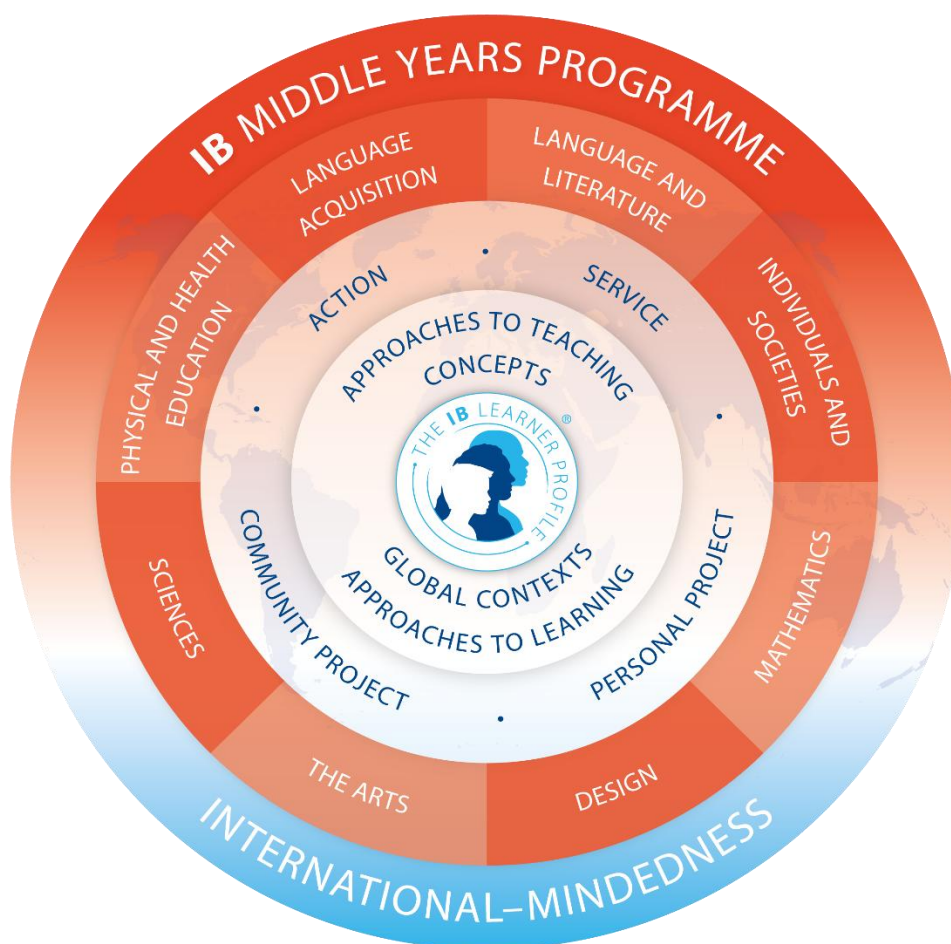 IB MIDDLE YEARS PROGRAMME
LANGUAGE
ACQUISITION
LANGUAGE AND
LITERATURE
INDIVIDUALS AND
SOCIETIES
MATHEMATICS
DESIGN
THE ARTS
SCIENCES
PHYSICAL AND HEALTH
EDUCATION
ACTION
SERVICE
PERSONAL PROJECT
COMMUNITY PROJECT
APPROACHES TO TEACHING
CONCEPTS
THE IB LEARNER PROFILE
®
GLOBAL CONTEXTS
APPROACHES TO LEARNING
INTERNATIONAL–MINDEDNESS